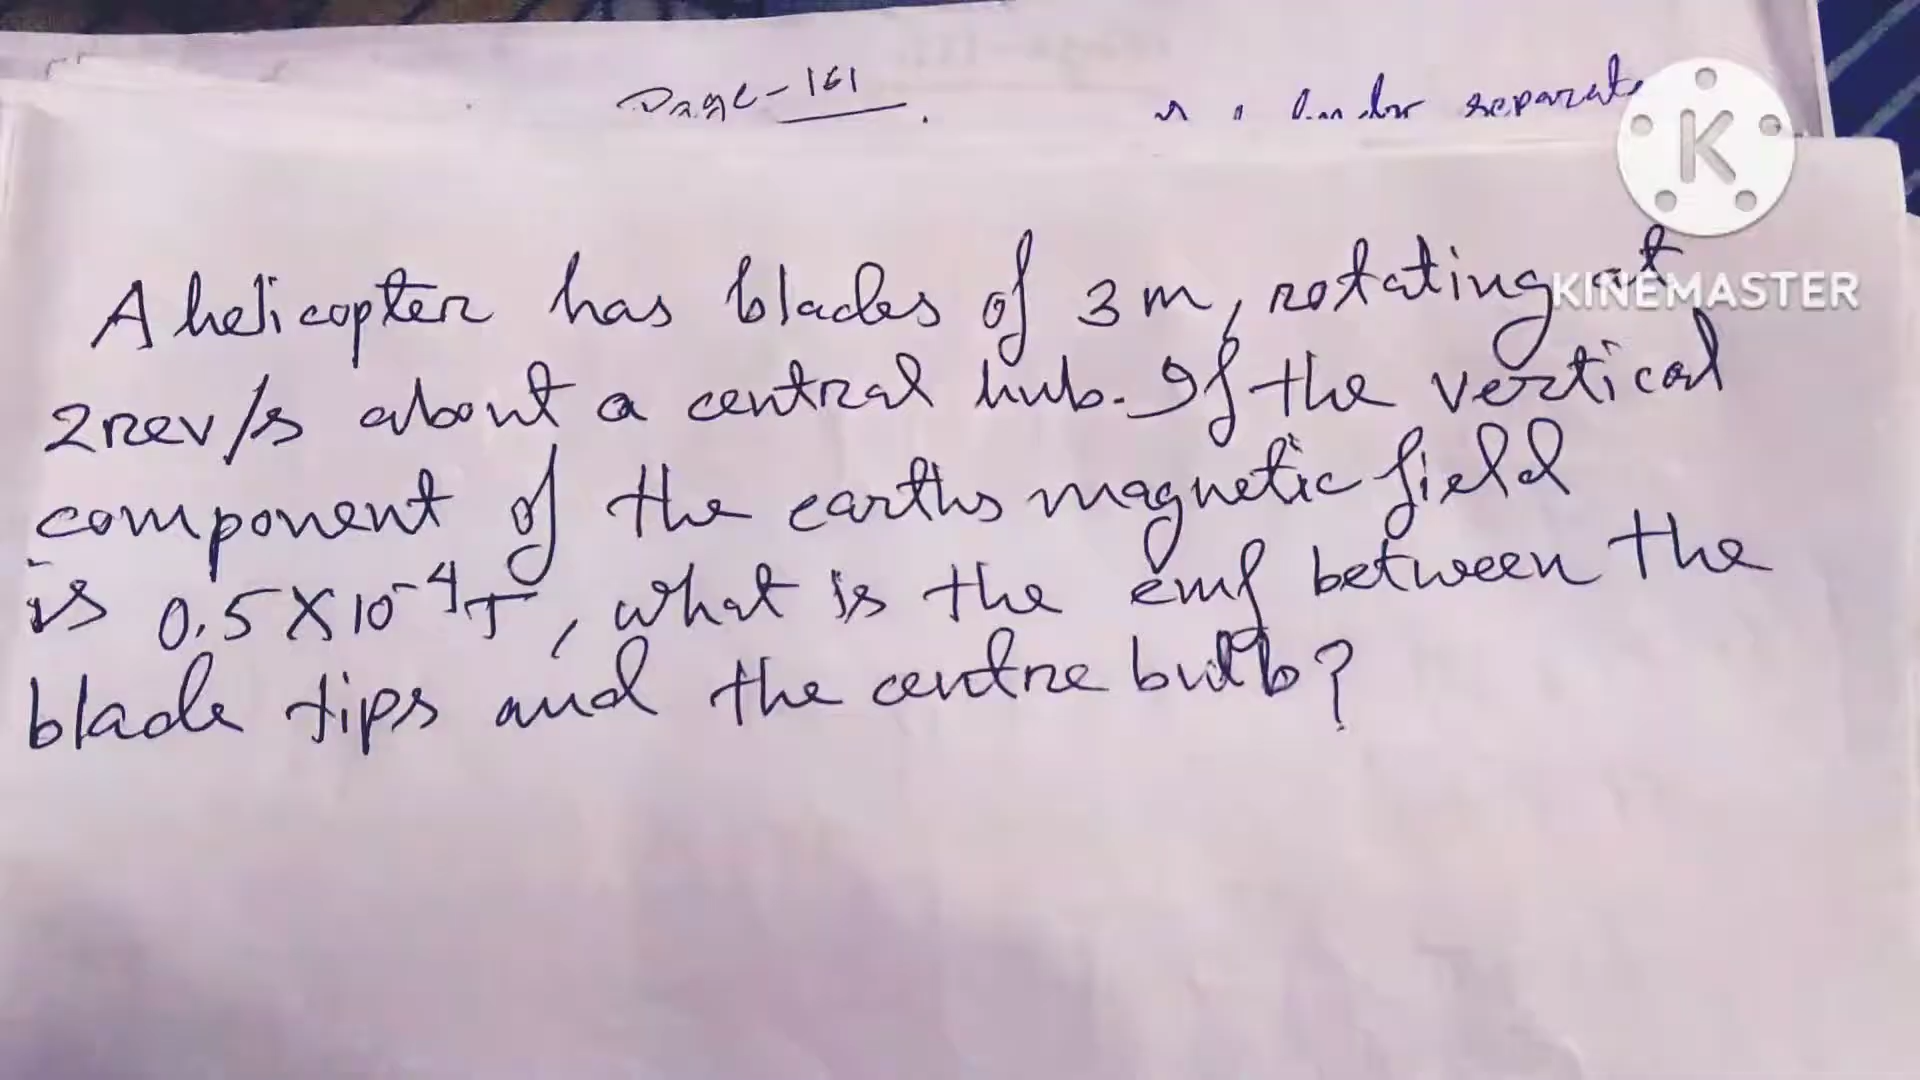 Page - 161
separate
A helicopter has blades of 3m, rotating at
2rev/s about a central hub. If the vertical
component of the earths magnetic field
is 0.5X10-4T, what is the emf between the
blade tips and the centre bulb?
KINEMASTER